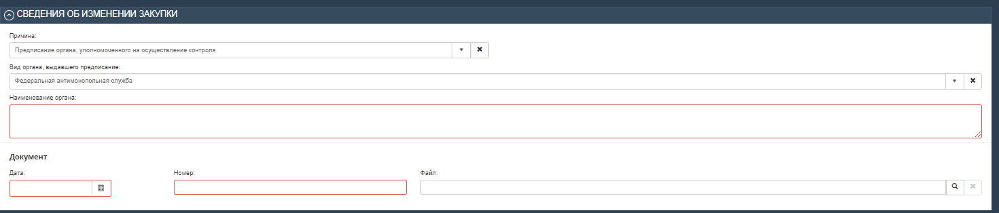 СВЕДЕНИЯ ОБ ИЗМЕНЕНИИ ЗАКУПКИ
Причина:
Предписание органа, уполномоченного на осуществление контроля
Вид органа, выдавшего предписание:
Федеральная антимонопольная служба
Наименование органа:
Документ
Дата: Номер: Файл: